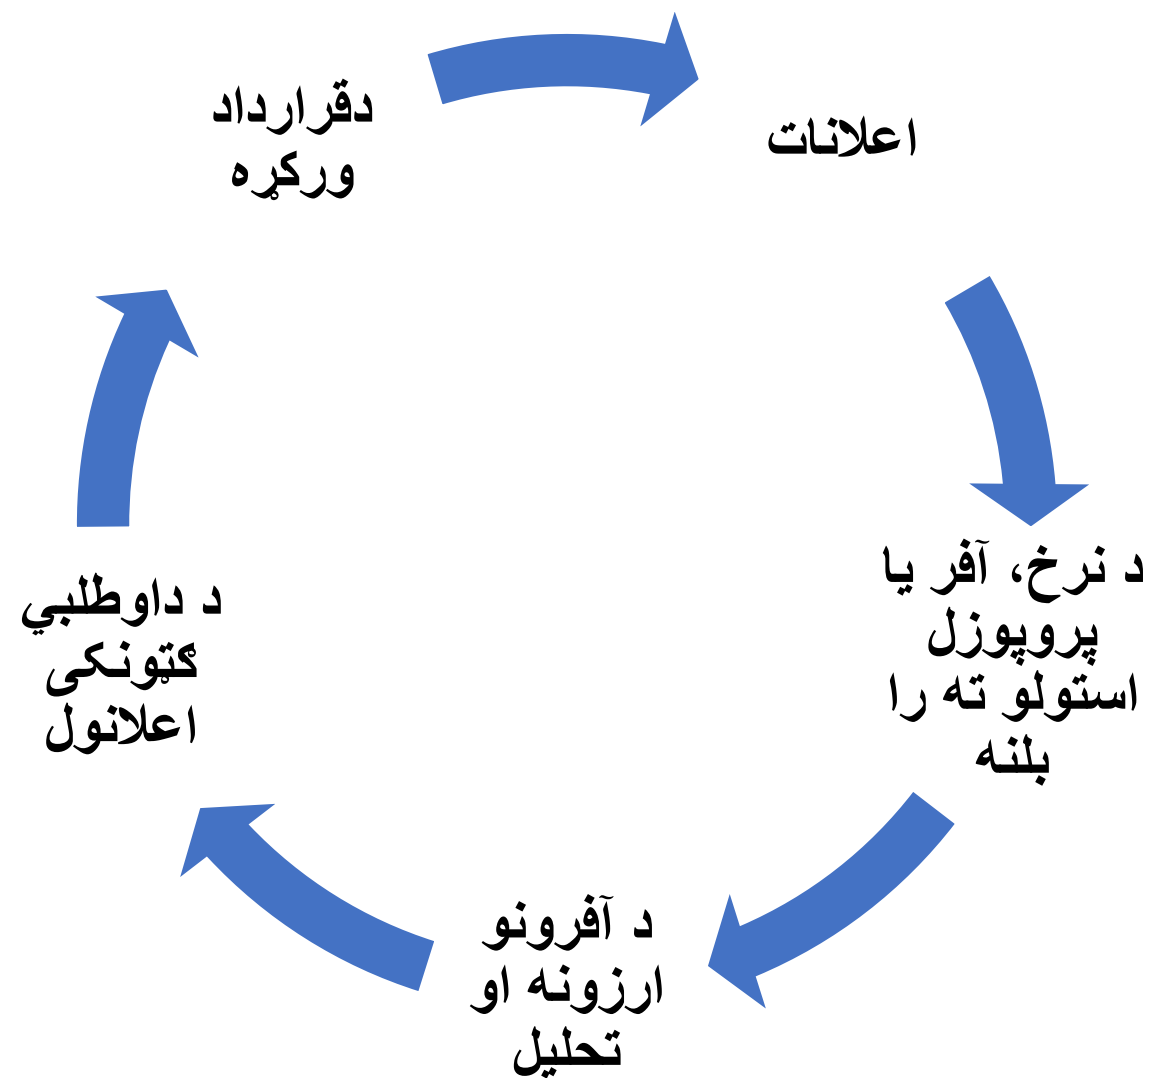 اعلانات
د نرخ، آفر یا
پروپوزل
استولو ته را
بلنه
د آفرونو
ارزونه او
تحلیل
د داوطلبي
ګټونکی
اعلانول
دقرارداد
ورکړه